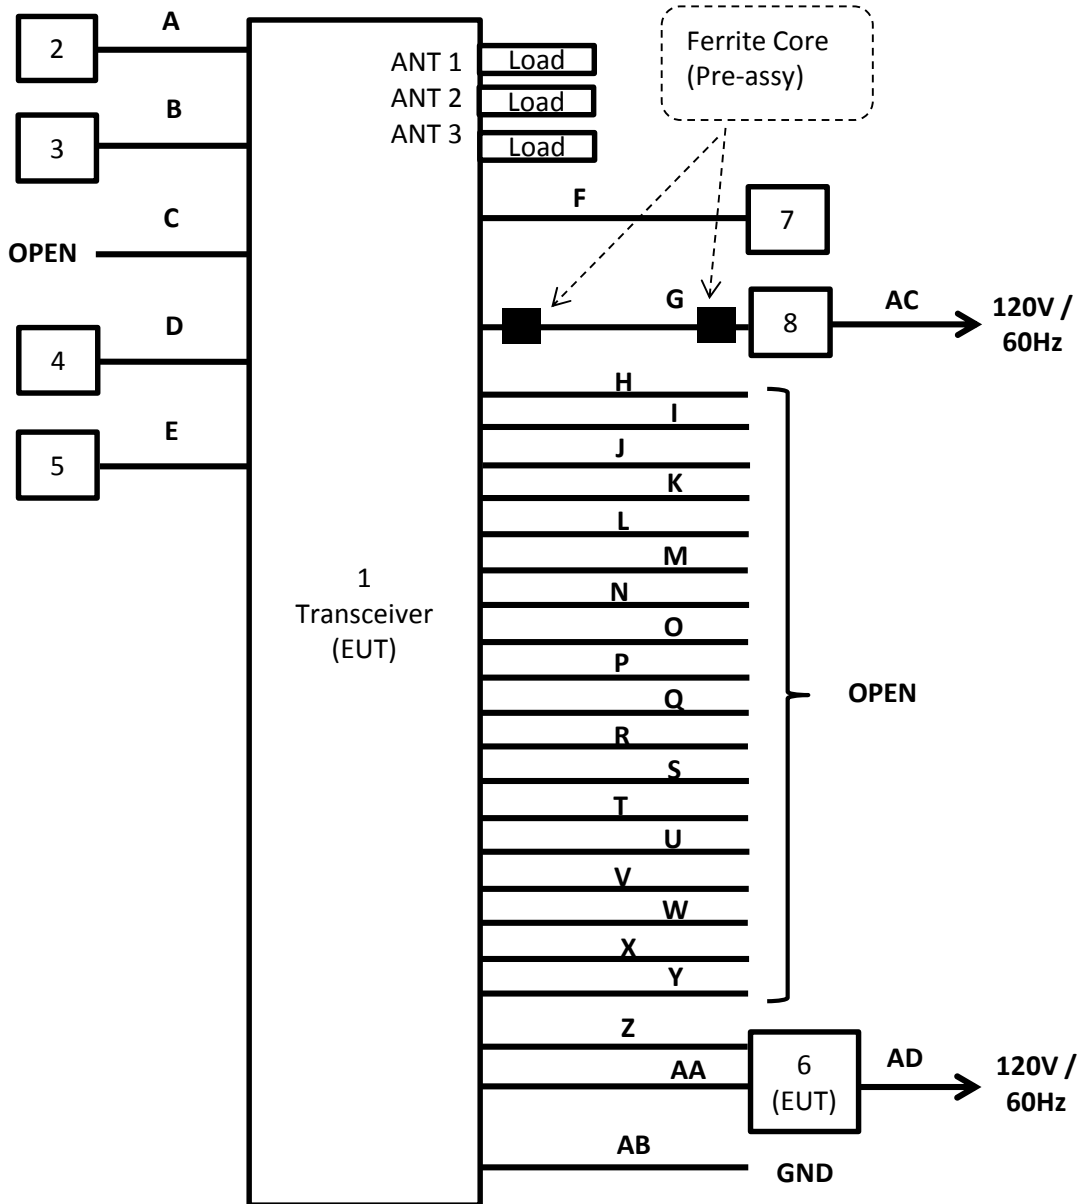 A
2
ANT 1 Load
ANT 2 Load
ANT 3 Load
Ferrite Core
(Pre-assy)
B
3
C
OPEN
F
7
D
4
G
8
AC
120V /
60Hz
E
5
H
I
J
K
L
M
N
O
P
Q
R
S
T
U
V
W
X
Y
OPEN
1
Transceiver
(EUT)
Z
AA
6
(EUT)
AD
120V /
60Hz
AB
GND